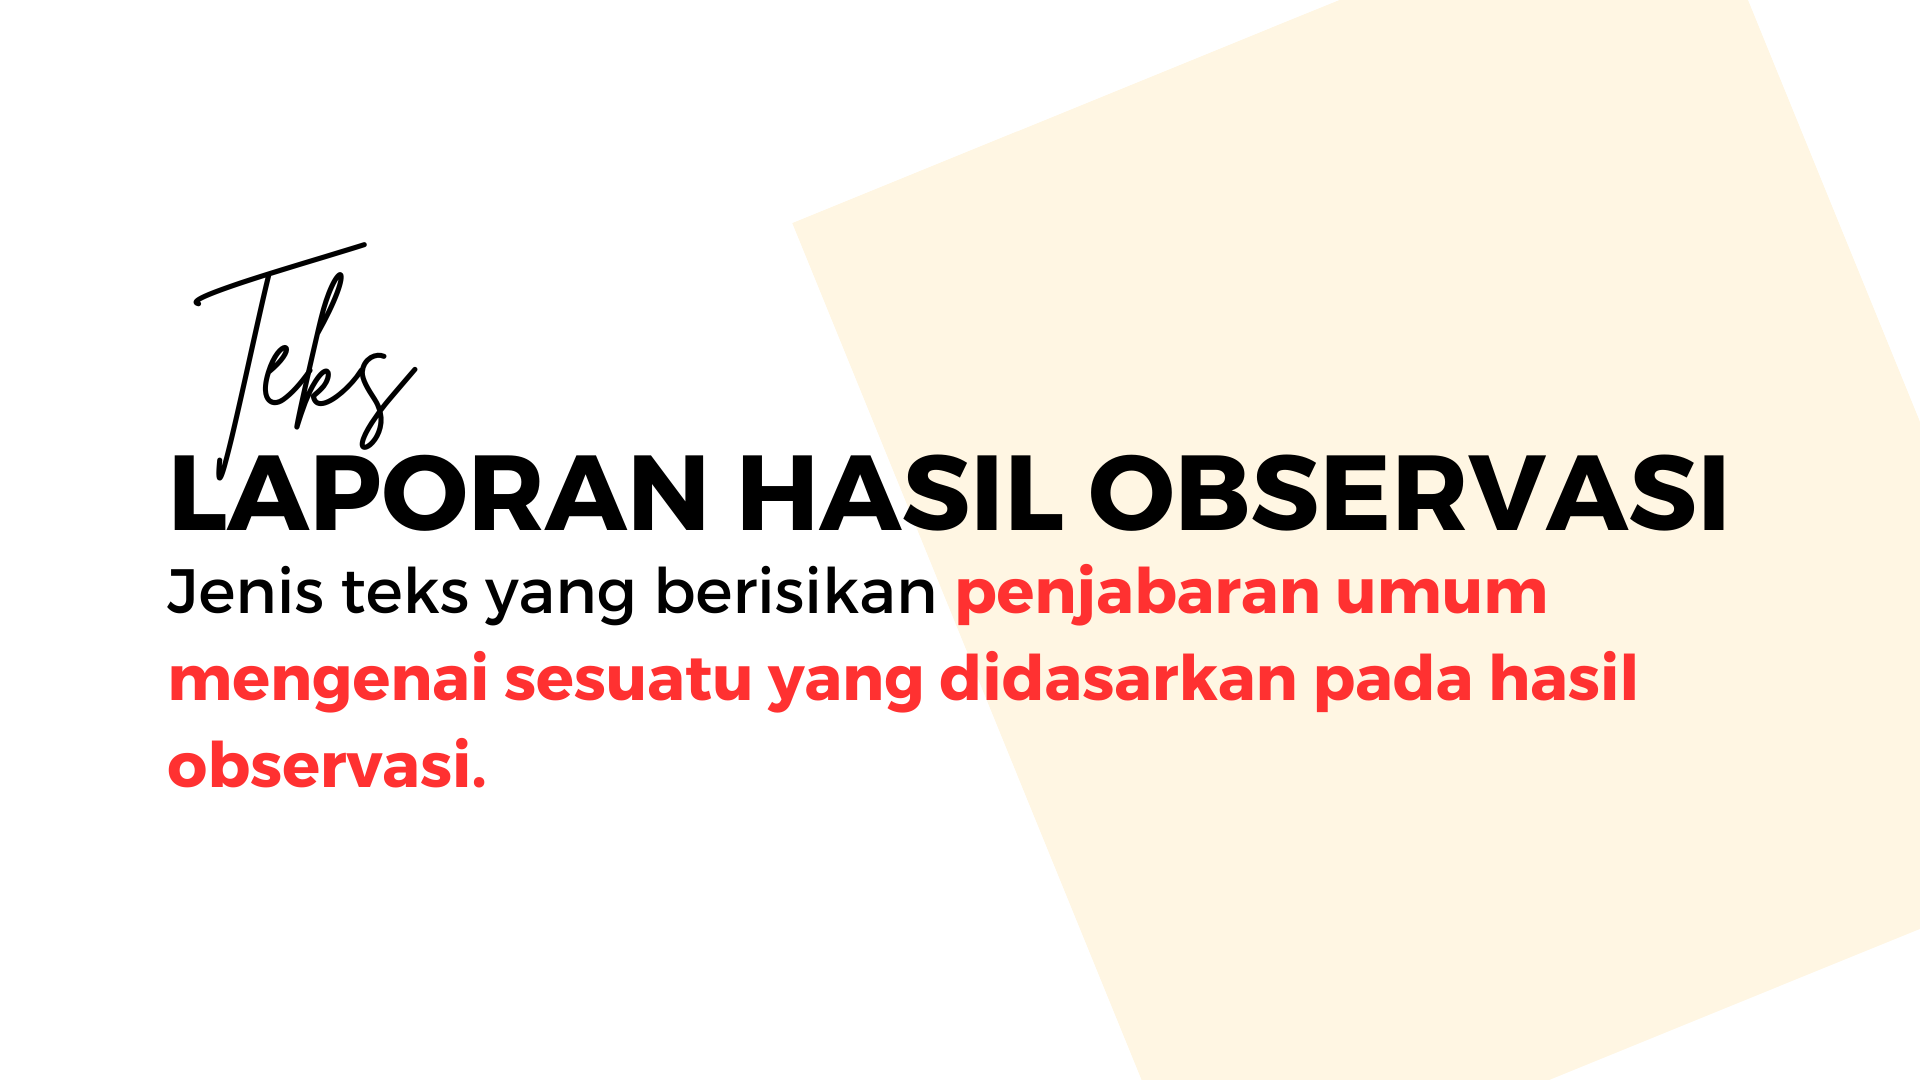 Teks
LAPORAN HASIL OBSERVASI
Jenis teks yang berisikan penjabaran umum
mengenai sesuatu yang didasarkan pada hasil
observasi.